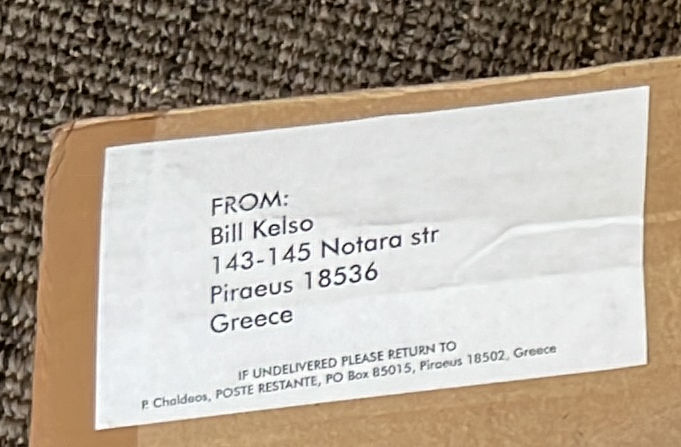 FROM:
Bill Kelso
143-145 Notara str
Piraeus 18536
Greece
IF UNDELIVERED PLEASE RETURN TO
P. Chaldeos, POSTE RESTANTE, PO Box 85015, Piraeus 18502, Greece